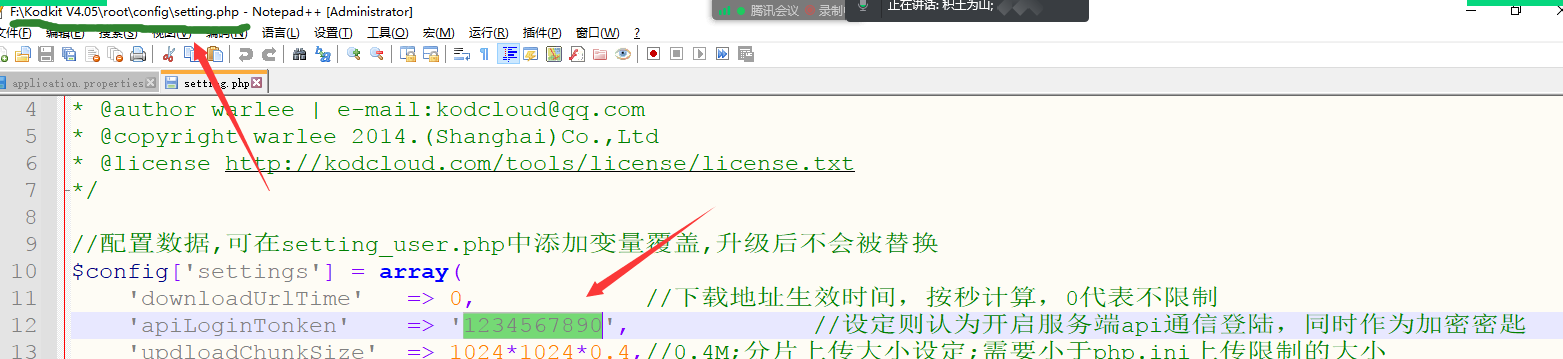 F:\Kodkit V4.05\root\config\setting.php - Notepad++ [Administrator]
腾讯会议 录制
正在讲话: 积土为山;
文件(F) 编辑(E) 搜索(S) 视图(V) 编码(N) 语言(L) 设置(T) 工具(O) 宏(M) 运行(R) 插件(P) 窗口(W) ?
application.properties setting.php
4 * @author warlee | e-mail:kodcloud@qq.com
5 * @copyright warlee 2014.(Shanghai)Co.,Ltd
6 * @license http://kodcloud.com/tools/license/license.txt
7 */
8
9 //配置数据,可在setting_user.php中添加变量覆盖,升级后不会被替换
10 $config['settings'] = array(
11 'downloadUrlTime' => 0, //下载地址生效时间，按秒计算，0代表不限制
12 'apiLoginTonken' => '1234567890', //设定则认为开启服务端api通信登陆，同时作为加密密匙
13 'updloadChunkSize' => 1024*1024*0.4,//0.4M;分片上传大小设定;需要小于php.ini上传限制的大小